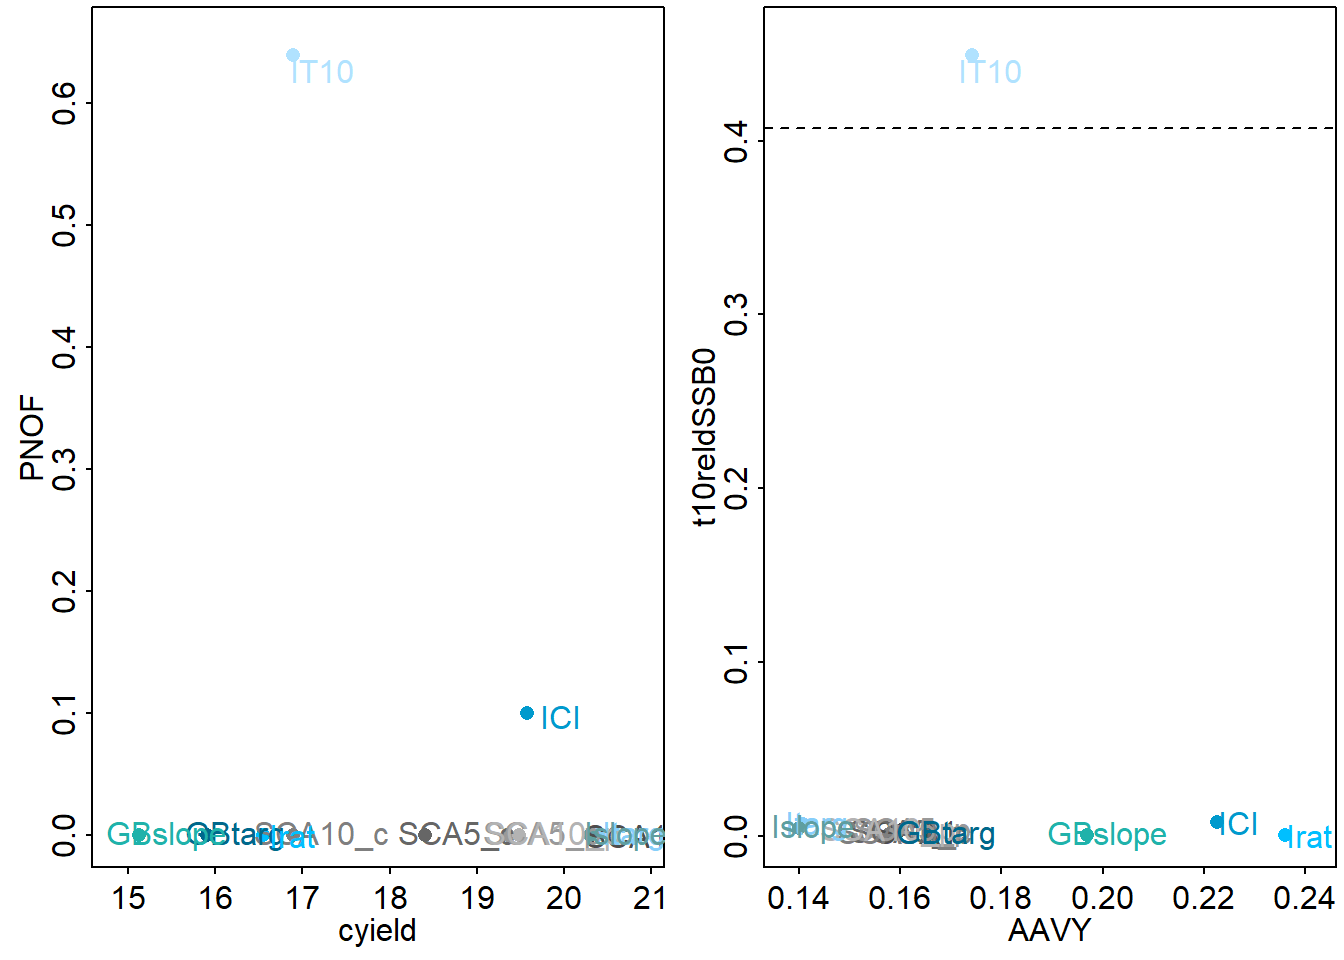 PNOF
0.6
0.5
0.4
0.3
0.2
0.1
0.0
IT10
ICI
GBslope GBtarg Irat SCA10_c SCA5_
15 16 17 18 19 20 21
cyield
t10reldSSB0
0.4
0.3
0.2
0.1
0.0
IT10
Islope GBtarg GBslope ICI Irat
0.14 0.16 0.18 0.20 0.22 0.24
AAVY